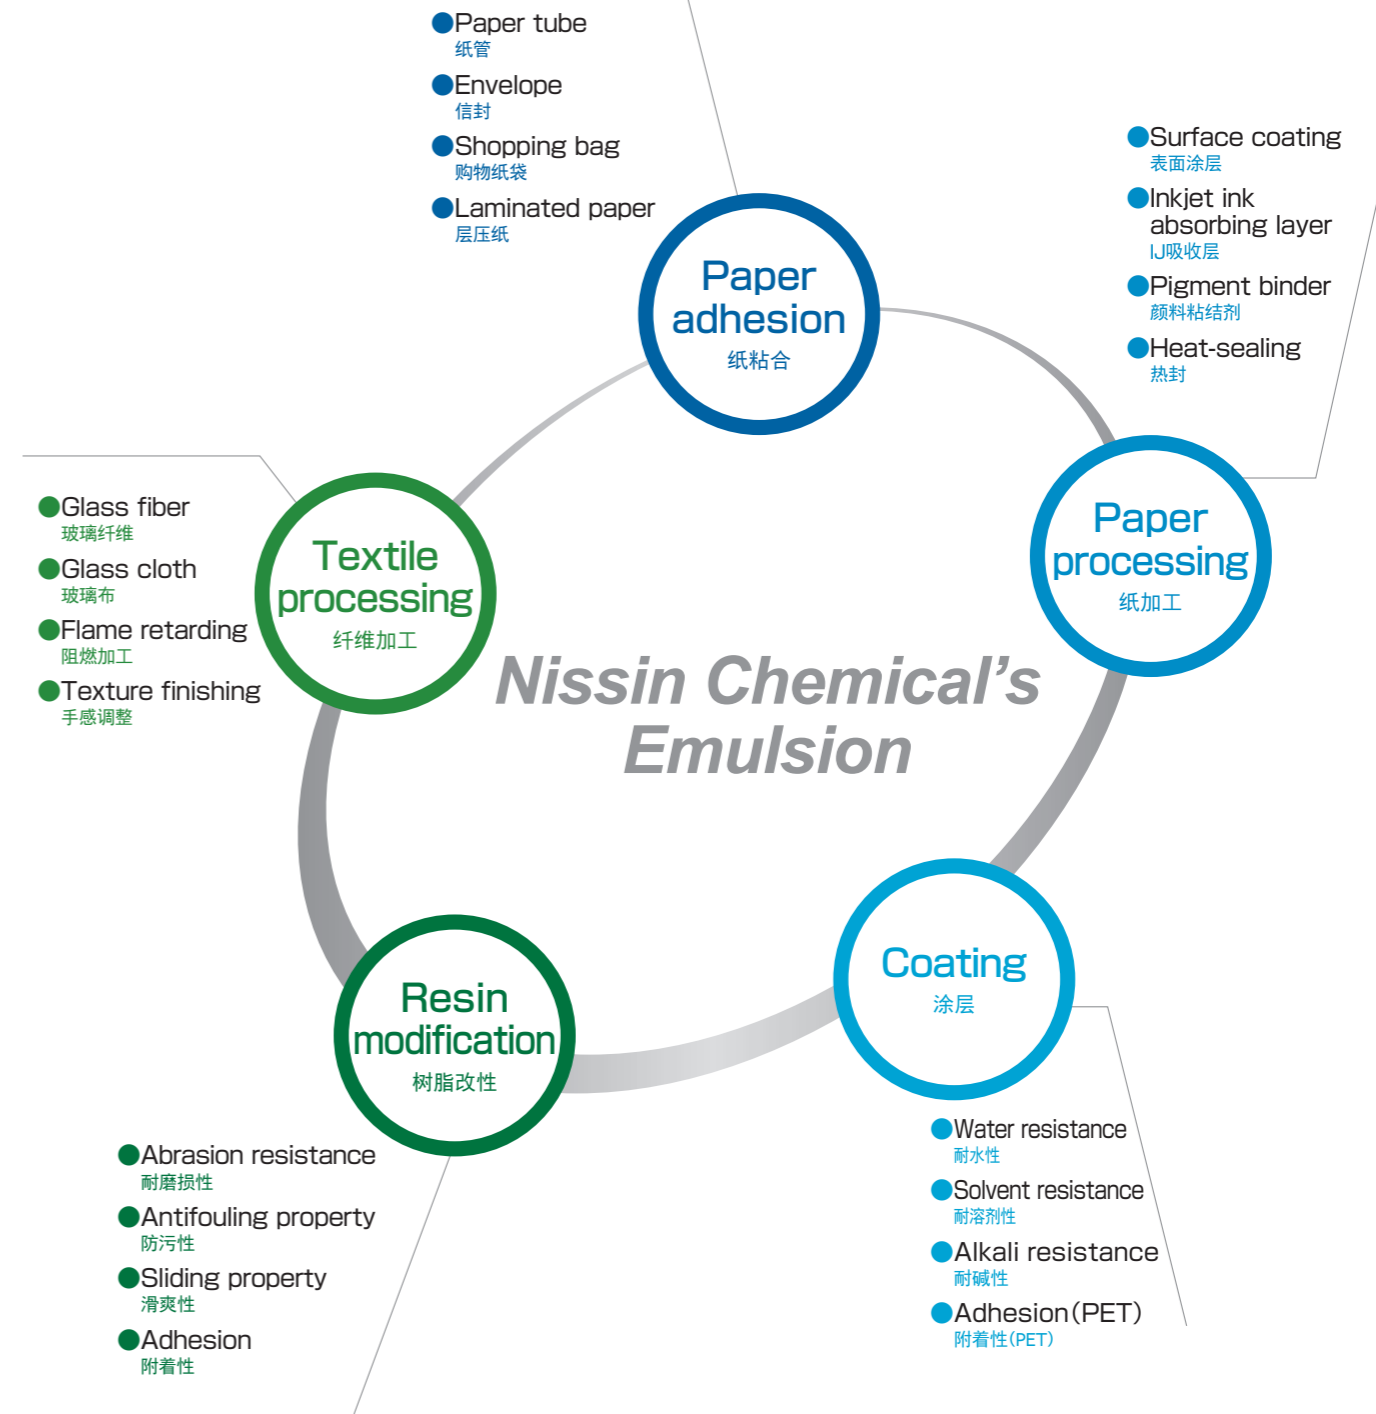 ●Paper tube
纸管
●Envelope
信封
●Shopping bag
购物纸袋
●Laminated paper
层压纸
Paper
adhesion
纸粘合
●Surface coating
表面涂层
●Inkjet ink
absorbing layer
IJ吸收层
●Pigment binder
颜料粘结剂
●Heat-sealing
热封
Paper
processing
纸加工
●Glass fiber
玻璃纤维
●Glass cloth
玻璃布
●Flame retarding
阻燃加工
●Texture finishing
手感调整
Textile
processing
纤维加工
Nissin Chemical’s
Emulsion
Coating
涂层
●Water resistance
耐水性
●Solvent resistance
耐溶剂性
●Alkali resistance
耐碱性
●Adhesion(PET)
附着性(PET)
Resin
modification
树脂改性
●Abrasion resistance
耐磨损性
●Antifouling property
防污性
●Sliding property
滑爽性
●Adhesion
附着性